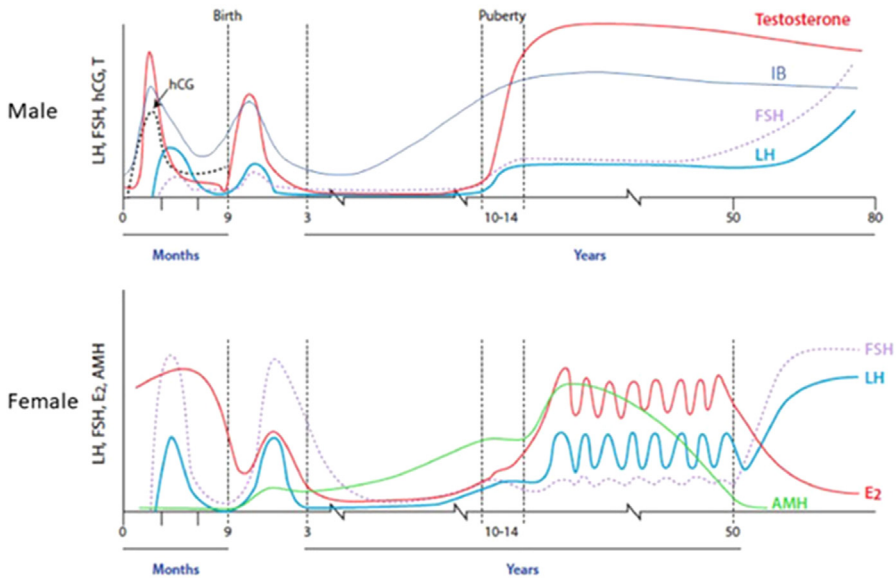 Birth
Puberty
Male
LH, FSH, hCG, T
hCG
Testosterone
IB
FSH
LH
0
9
3
10-14
50
80
Months
Years
Female
LH, FSH, E2, AMH
FSH
LH
E2
AMH
0
9
3
10-14
50
Months
Years